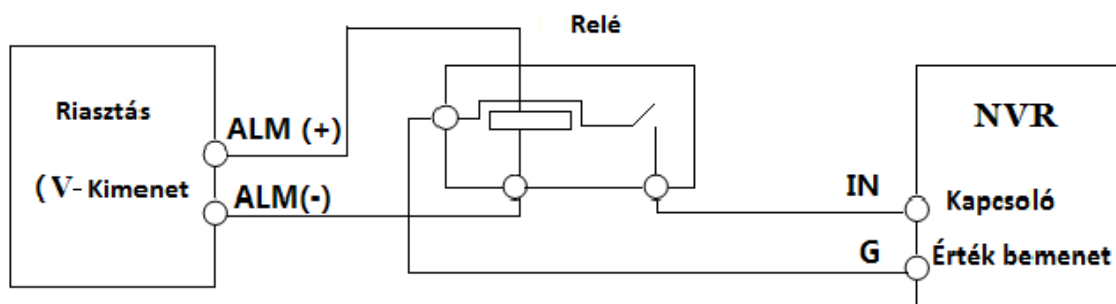 Relé
Riasztás
(V-Kimenet
ALM (+)
ALM(-)
NVR
IN
Kapcsoló
G
Érték bemenet